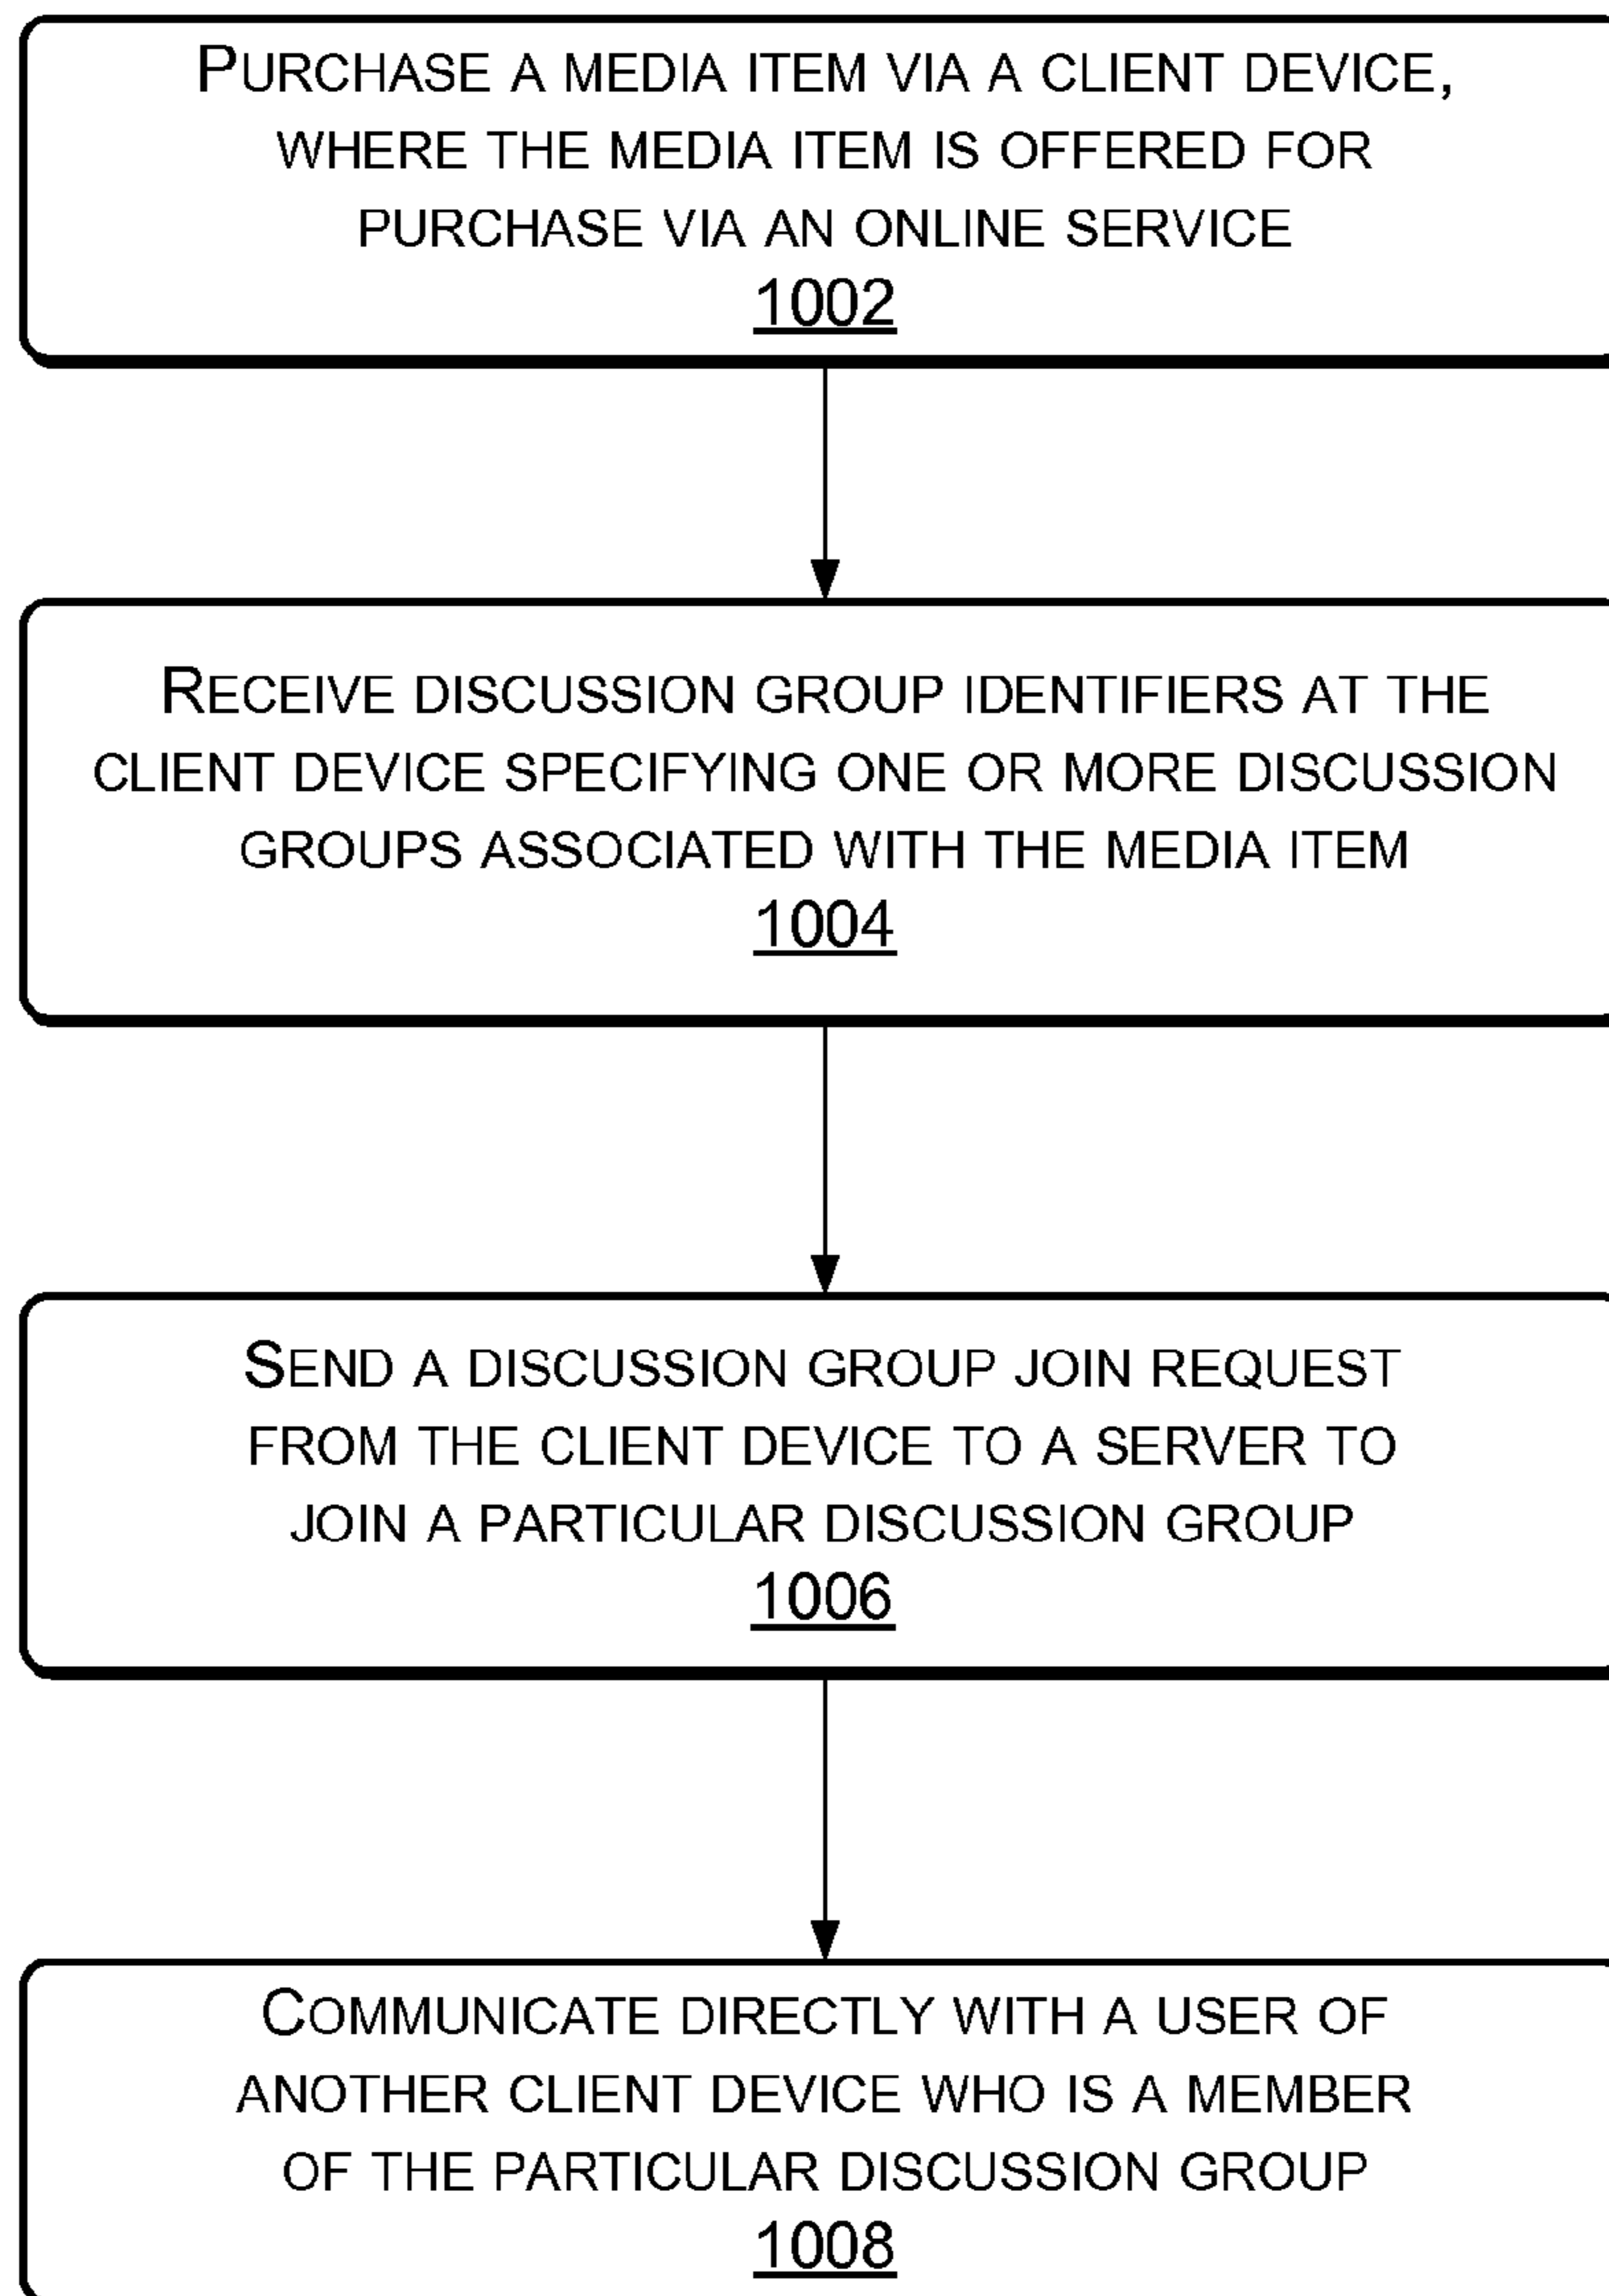 PURCHASE A MEDIA ITEM VIA A CLIENT DEVICE,
WHERE THE MEDIA ITEM IS OFFERED FOR
PURCHASE VIA AN ONLINE SERVICE
1002
RECEIVE DISCUSSION GROUP IDENTIFIERS AT THE
CLIENT DEVICE SPECIFYING ONE OR MORE DISCUSSION
GROUPS ASSOCIATED WITH THE MEDIA ITEM
1004
SEND A DISCUSSION GROUP JOIN REQUEST
FROM THE CLIENT DEVICE TO A SERVER TO
JOIN A PARTICULAR DISCUSSION GROUP
1006
COMMUNICATE DIRECTLY WITH A USER OF
ANOTHER CLIENT DEVICE WHO IS A MEMBER
OF THE PARTICULAR DISCUSSION GROUP
1008